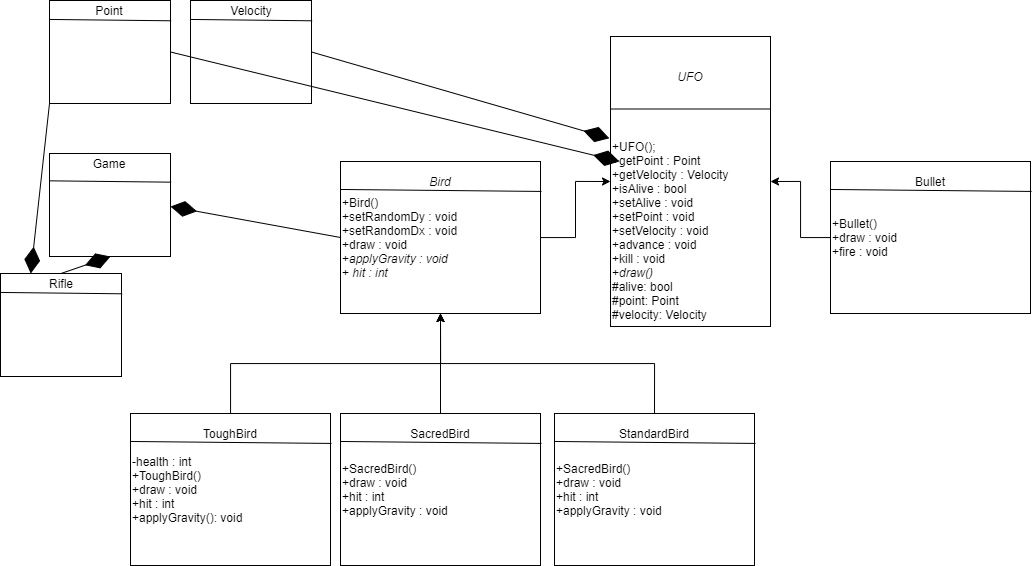 Point
Velocity
UFO
+UFO();
+getPoint : Point
+getVelocity : Velocity
+isAlive : bool
+setAlive : void
+setPoint : void
+setVelocity : void
+advance : void
+kill : void
+draw()
#alive: bool
#point: Point
#velocity: Velocity
Game
Bird
+Bird()
+setRandomDy : void
+setRandomDx : void
+draw : void
+applyGravity : void
+ hit : int
Bullet
+Bullet()
+draw : void
+fire : void
Rifle
ToughBird
-health : int
+ToughBird()
+draw : void
+hit : int
+applyGravity(): void
SacredBird
+SacredBird()
+draw : void
+hit : int
+applyGravity : void
StandardBird
+SacredBird()
+draw : void
+hit : int
+applyGravity : void